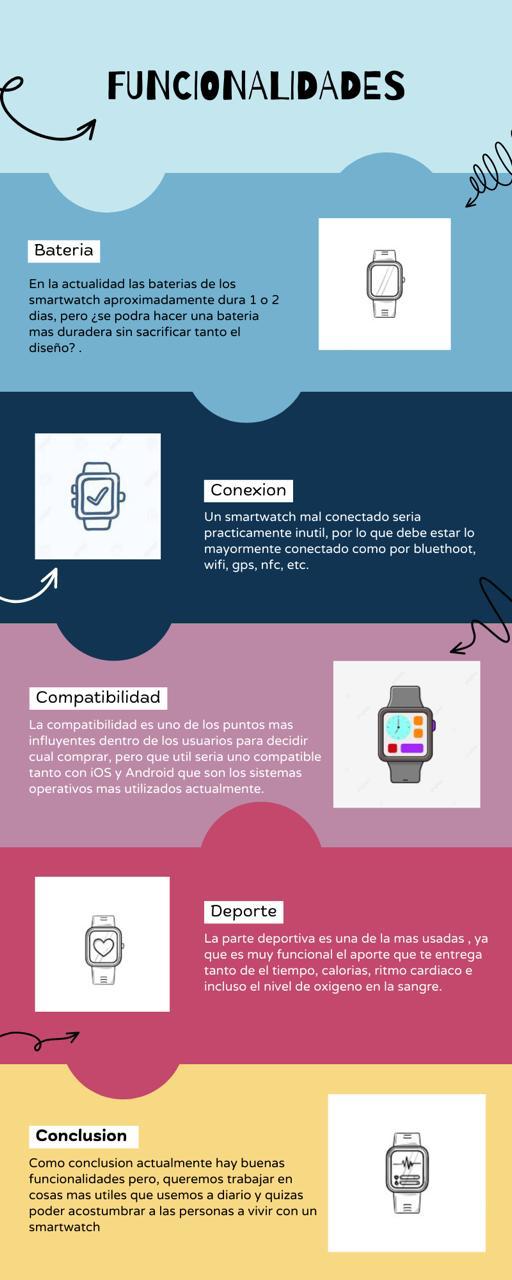 FUNCIONALIDADES
Bateria
En la actualidad las baterias de los
smartwatch aproximadamente dura 1 o 2
dias, pero ¿se podra hacer una bateria
mas duradera sin sacrificar tanto el
diseño? .
Conexion
Un smartwatch mal conectado seria
practicamente inutil, por lo que debe estar lo
mayormente conectado como por bluethoot,
wifi, gps, nfc, etc.
Compatibilidad
La compatibilidad es uno de los puntos mas
influyentes dentro de los usuarios para decidir
cual comprar, pero que util seria uno compatible
tanto con iOS y Android que son los sistemas
operativos mas utilizados actualmente.
Deporte
La parte deportiva es una de la mas usadas , ya
que es muy funcional el aporte que te entrega
tanto de el tiempo, calorias, ritmo cardiaco e
incluso el nivel de oxigeno en la sangre.
Conclusion
Como conclusion actualmente hay buenas
funcionalidades pero, queremos trabajar en
cosas mas utiles que usemos a diario y quizas
poder acostumbrar a las personas a vivir con un
smartwatch